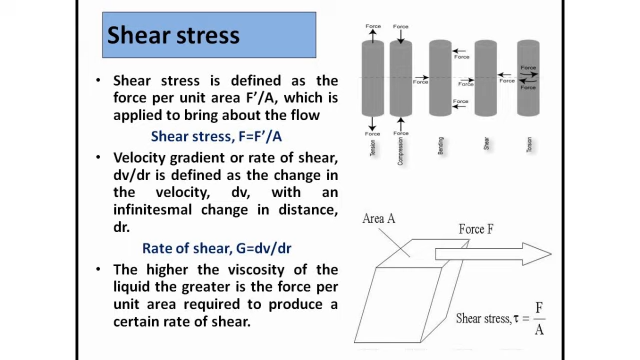 Shear stress
• Shear stress is defined as the
force per unit area F'/A, which is
applied to bring about the flow
Shear stress, F=F'/A
• Velocity gradient or rate of shear,
dv/dr is defined as the change in
the velocity, dv, with an
infinitesmal change in distance,
dr.
Rate of shear, G=dv/dr
• The higher the viscosity of the
liquid the greater is the force per
unit area required to produce a
certain rate of shear.
Force
Force
Force
Force
Force
Force
Force
Force
Force
Force
Tension
Compression
Bending
Shear
Torsion
Area A
Force F
Shear stress, τ = F
A